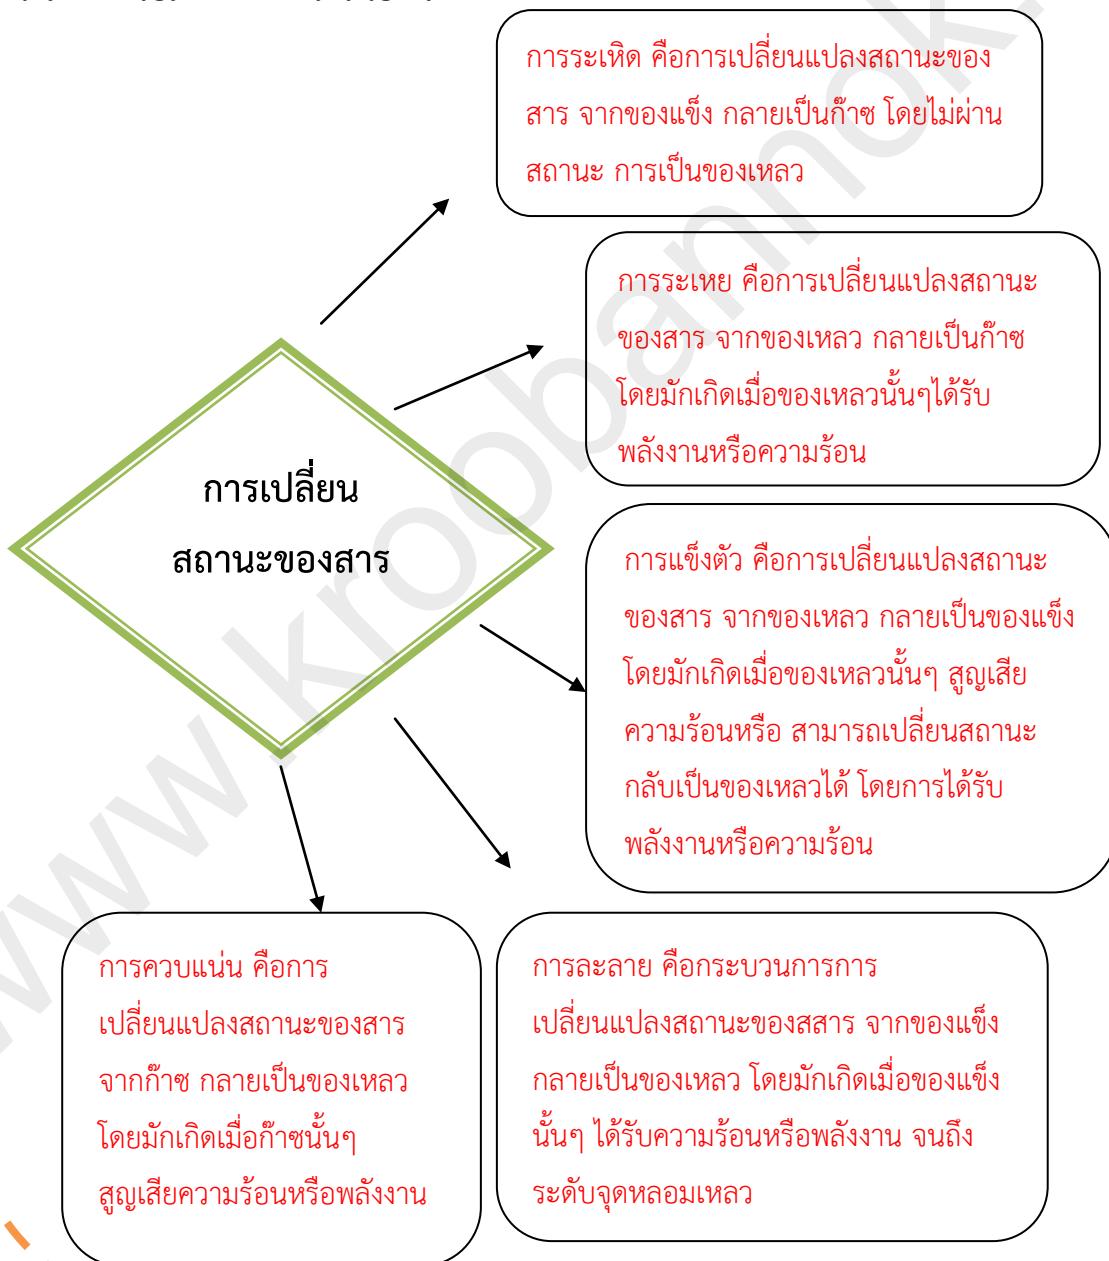 การระเหิด คือการเปลี่ยนแปลงสถานะของ
สาร จากของแข็ง กลายเป็นก๊าซ โดยไม่ผ่าน
สถานะ การเป็นของเหลว
การระเหย คือการเปลี่ยนแปลงสถานะ
ของสาร จากของเหลว กลายเป็นก๊าซ
โดยมักเกิดเมื่อของเหลวนั้นๆได้รับ
พลังงานหรือความร้อน
การเปลี่ยน
สถานะของสาร
การแข็งตัว คือการเปลี่ยนแปลงสถานะ
ของสาร จากของเหลว กลายเป็นของแข็ง
โดยมักเกิดเมื่อของเหลวนั้นๆ สูญเสีย
ความร้อนหรือ สามารถเปลี่ยนสถานะ
กลับเป็นของเหลวได้ โดยการได้รับ
พลังงานหรือความร้อน
การควบแน่น คือการ
เปลี่ยนแปลงสถานะของสาร
จากก๊าซ กลายเป็นของเหลว
โดยมักเกิดเมื่อก๊าซนั้นๆ
สูญเสียความร้อนหรือพลังงาน
การละลาย คือกระบวนการการ
เปลี่ยนแปลงสถานะของสสาร จากของแข็ง
กลายเป็นของเหลว โดยมักเกิดเมื่อของแข็ง
นั้นๆ ได้รับความร้อนหรือพลังงาน จนถึง
ระดับจุดหลอมเหลว
www.kroobannok.